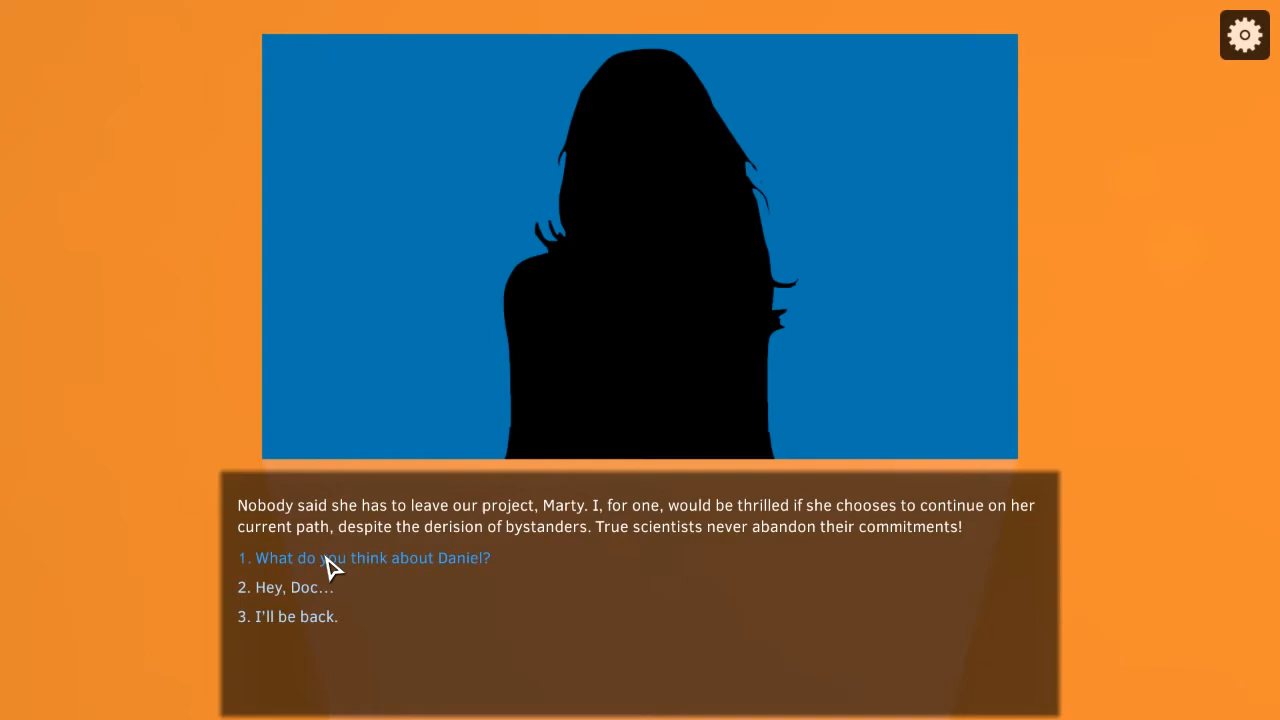 Nobody said she has to leave our project, Marty. I, for one, would be thrilled if she chooses to continue on her
current path, despite the derision of bystanders. True scientists never abandon their commitments!
1. What do you think about Daniel?
2. Hey, Doc...
3. I'll be back.